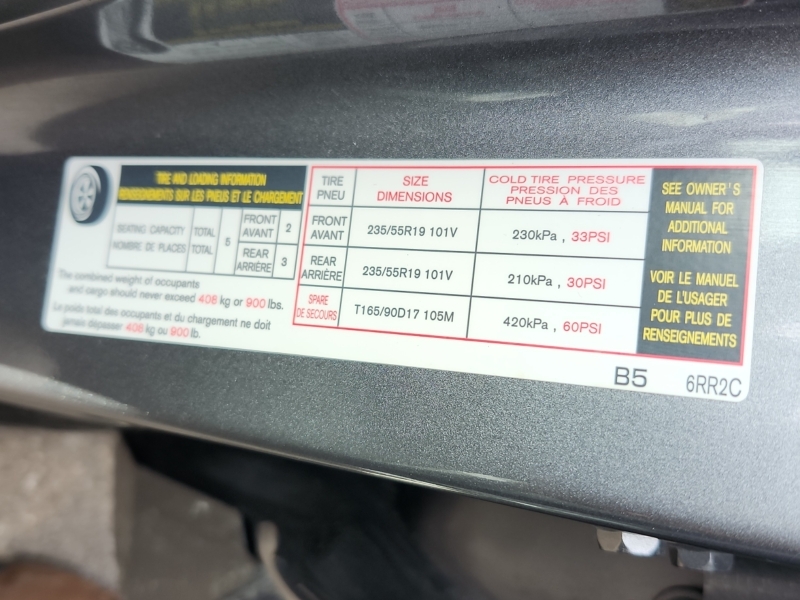 TIRE AND LOADING INFORMATION
RENSEIGNEMENTS SUR LES PNEUS ET LE CHARGEMENT
SEATING CAPACITY
NOMBRE DE PLACES
TOTAL
TOTAL
5
FRONT
AVANT
2
REAR
ARRIÈRE
3
The combined weight of occupants
and cargo should never exceed 408 kg or 900 lbs.
Le poids total des occupants et du chargement ne doit
jamais dépasser 408 kg ou 900 lb.
TIRE
PNEU
SIZE
DIMENSIONS
COLD TIRE PRESSURE
PRESSION DES
PNEUS À FROID
FRONT
AVANT
235/55R19 101V
230kPa , 33PSI
REAR
ARRIÈRE
235/55R19 101V
210kPa , 30PSI
SPARE
DE SECOURS
T165/90D17 105M
420kPa , 60PSI
SEE OWNER'S
MANUAL FOR
ADDITIONAL
INFORMATION
VOIR LE MANUEL
DE L'USAGER
POUR PLUS DE
RENSEIGNEMENTS
B5 6RR2C